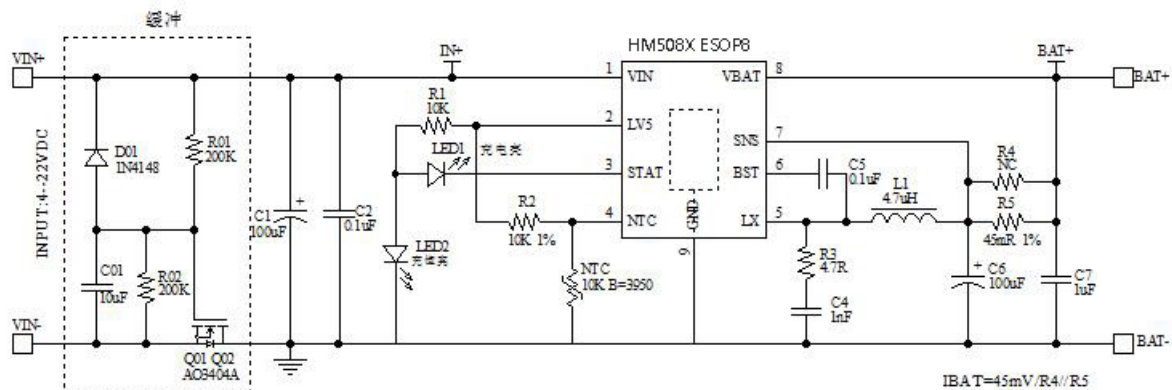 缓冲
VIN+
IN+
HM508X ESOP8
BAT+
1
VIN
VBAT
8
BAT+
R1
10K
2
LV5
SNS
7
D01
1N4148
R01
200K
LED1
充电亮
3
STAT
BST
6
C5
0.1uF
R4
NC
L1
4.7uH
INPUT:4--22VDC
C1
100uF
+
C2
0.1uF
R2
10K 1%
4
NTC
LX
5
R5
45mR 1%
GND
9
LED2
C01
10uF
R02
200K
NTC
10K B=3950
R3
4.7R
+
C6
100uF
C7
1uF
C4
1nF
VIN-
BAT-
Q01 Q02
AO3404A
IBAT=45mV/R4//R5